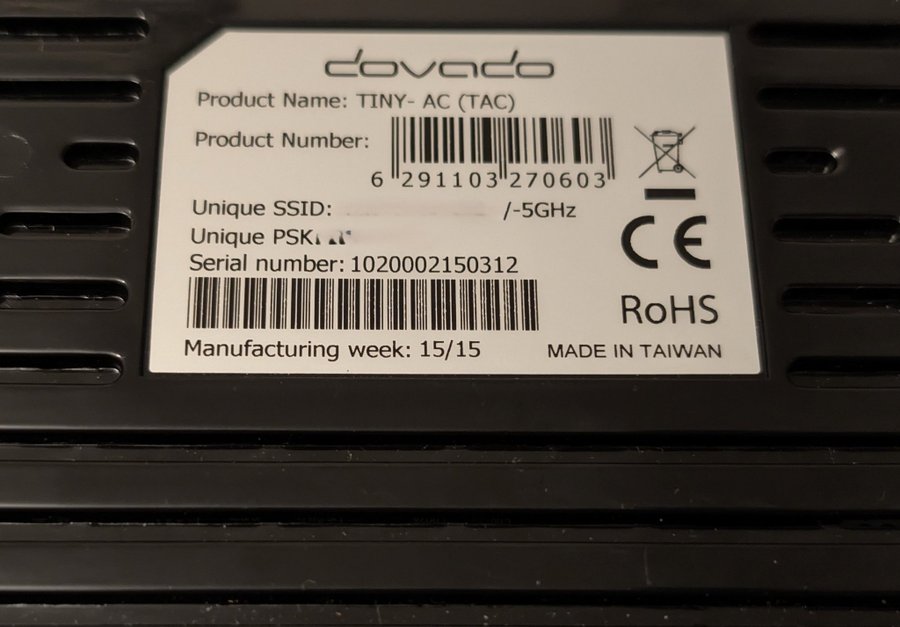 dovado
Product Name: TINY- AC (TAC)
Product Number:
6 291103 270603
Unique SSID: /-5GHz
Unique PSK
Serial number: 1020002150312
Manufacturing week: 15/15
CE
RoHS
MADE IN TAIWAN